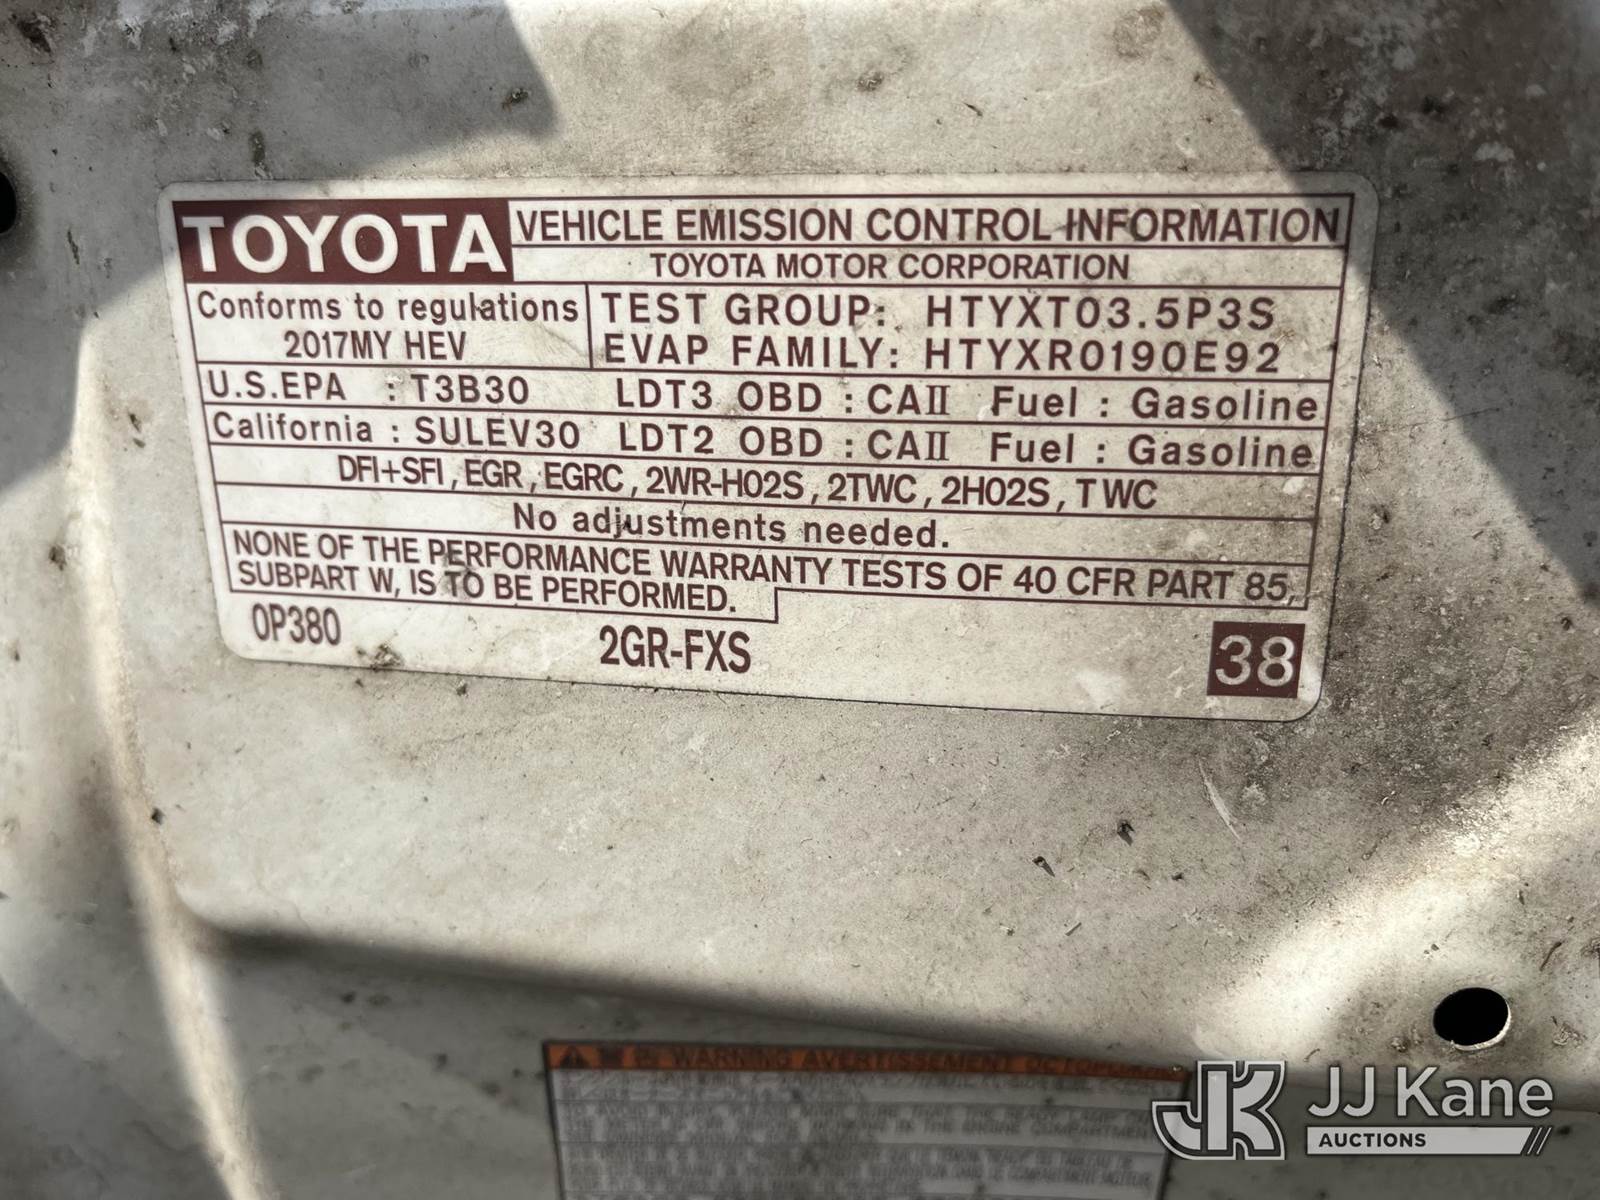 TOYOTA VEHICLE EMISSION CONTROL INFORMATION
TOYOTA MOTOR CORPORATION
Conforms to regulations
2017MY HEV
TEST GROUP: HTYXT03.5P3S
EVAP FAMILY: HTYXR0190E92
U.S.EPA : T3B30 LDT3 OBD : CAII Fuel : Gasoline
California : SULEV30 LDT2 OBD : CAII Fuel : Gasoline
DFI+SFI, EGR, EGRC, 2WR-HO2S, 2TWC, 2HO2S, TWC
No adjustments needed.
NONE OF THE PERFORMANCE WARRANTY TESTS OF 40 CFR PART 85,
SUBPART W, IS TO BE PERFORMED.
0P380 2GR-FXS 38
WARNING AVERTISSEMENT
JK JJ Kane
AUCTIONS